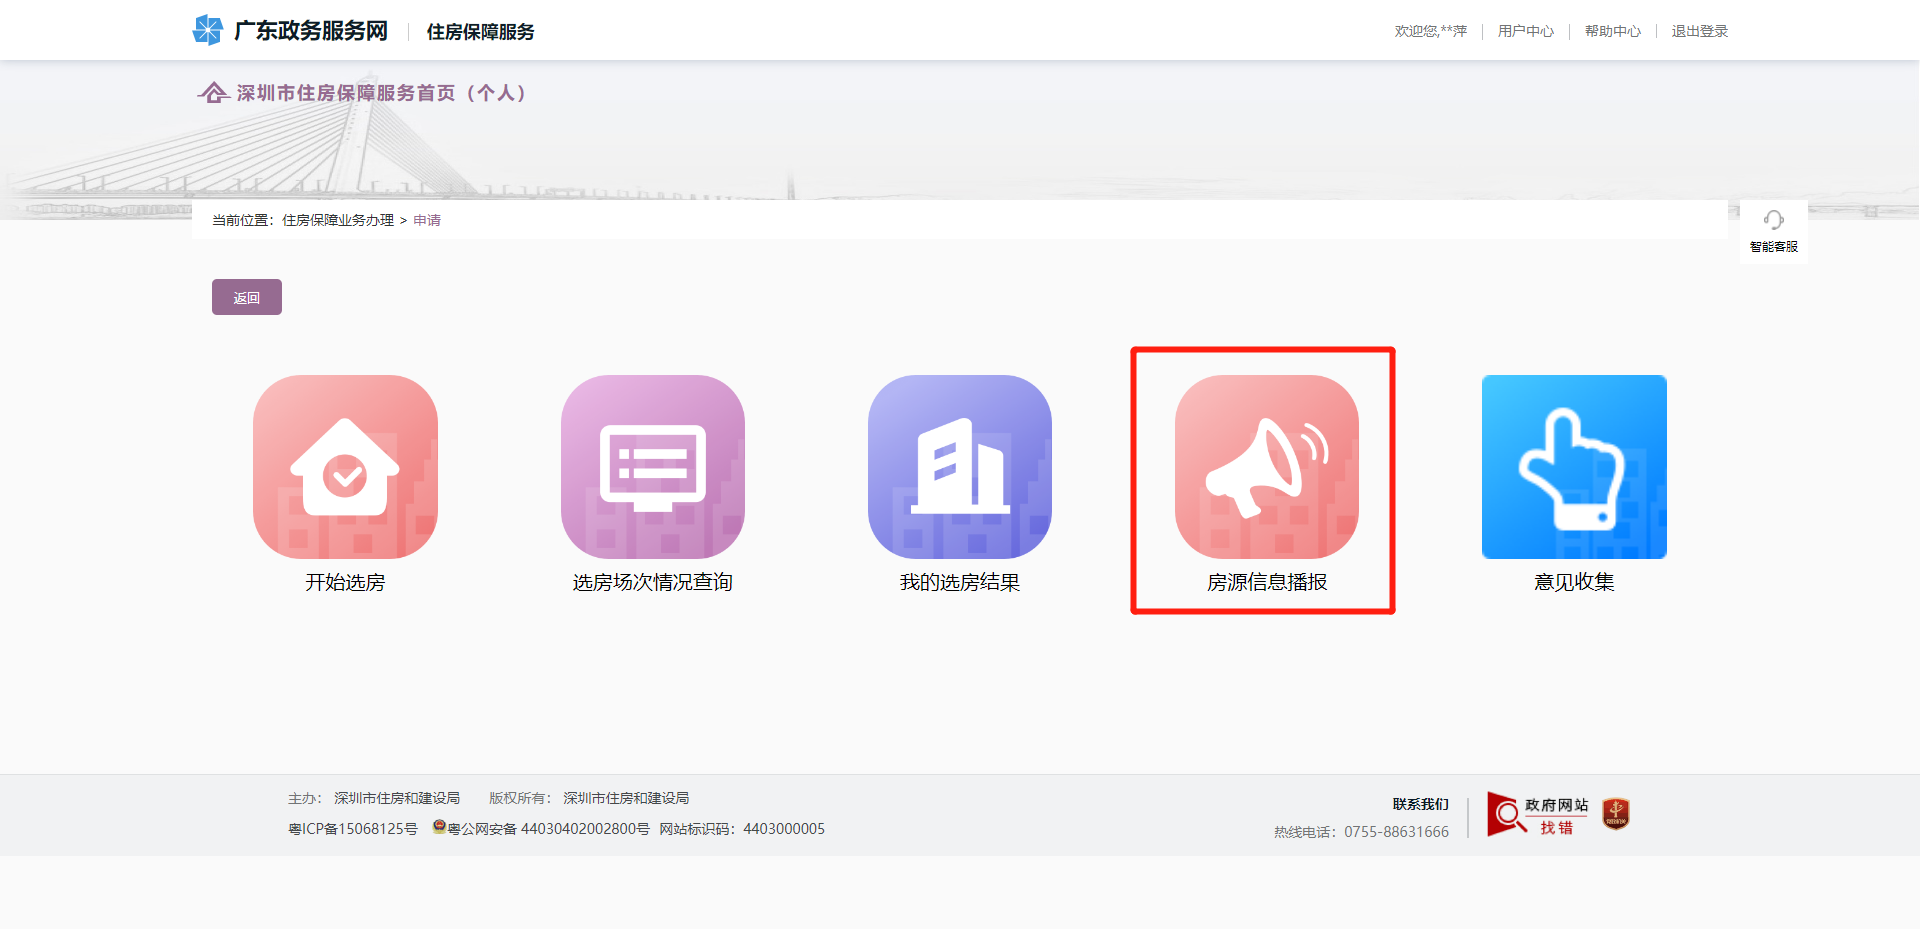 广东政务服务网 住房保障服务
欢迎您,**萍 用户中心 帮助中心 退出登录
深圳市住房保障服务首页（个人）
当前位置：住房保障业务办理 > 申请
智能客服
返回
开始选房
选房场次情况查询
我的选房结果
房源信息播报
意见收集
主办： 深圳市住房和建设局 版权所有： 深圳市住房和建设局
粤ICP备15068125号 粤公网安备 44030402002800号 网站标识码：4403000005
联系我们
热线电话：0755-88631666
政府网站
找错